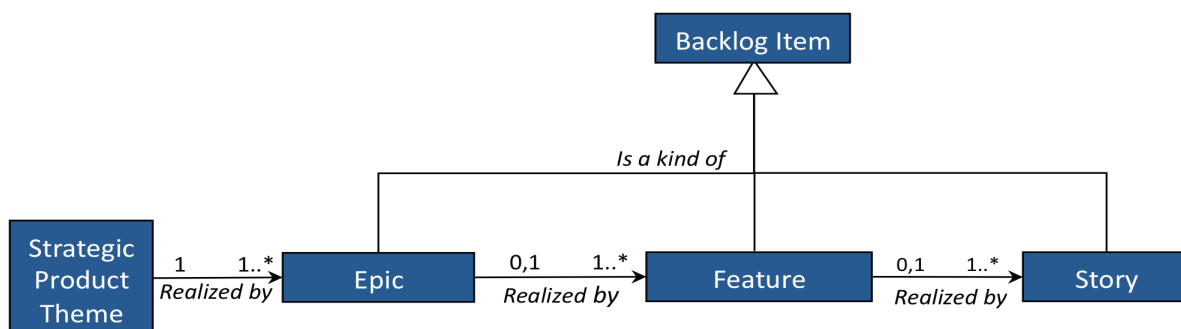 Backlog Item
Is a kind of
Strategic
Product
Theme
1
1..*
Realized by
Epic
0,1
1..*
Realized by
Feature
0,1
1..*
Realized by
Story